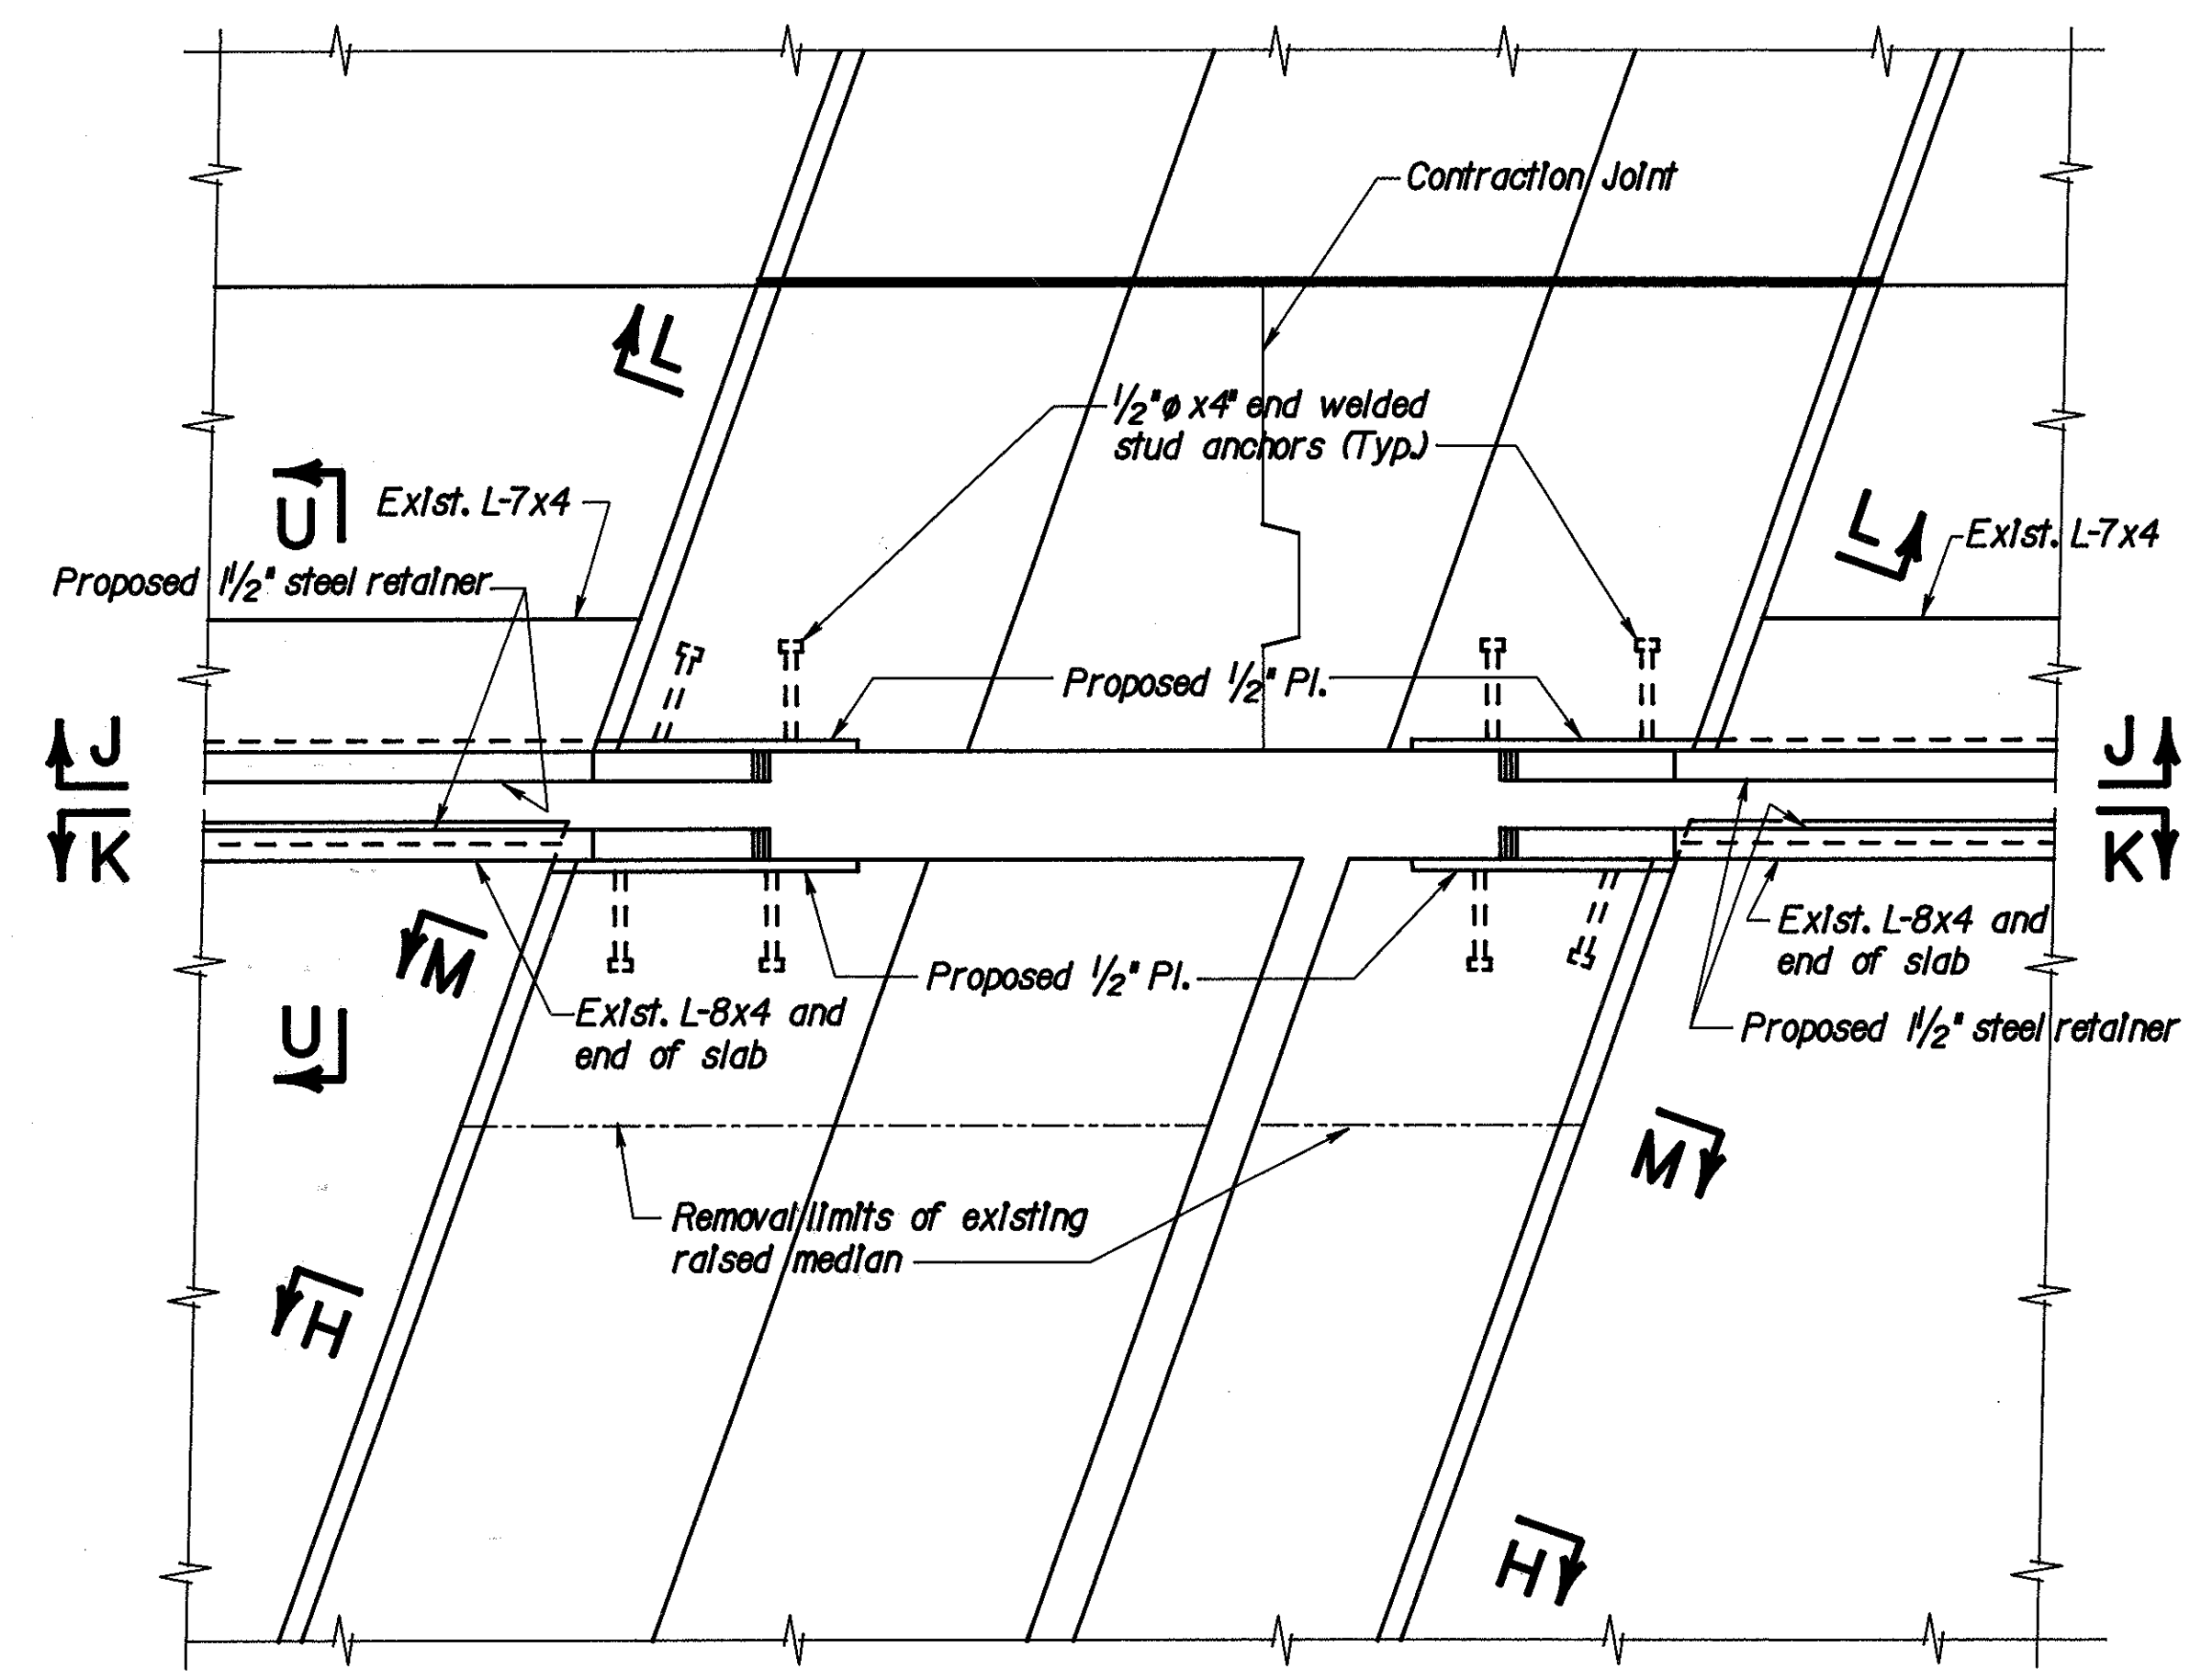 Contraction Joint
L
1/2"ϕ x4" end welded
stud anchors (Typ.)
U
Exist. L-7x4
L
Exist. L-7x4
Proposed 1 1/2" steel retainer
Proposed 1/2" Pl.
J
J
K
K
M
Exist. L-8x4 and
end of slab
Proposed 1/2" Pl.
Exist. L-8x4 and
end of slab
U
Proposed 1 1/2" steel retainer
M
Removal limits of existing
raised median
H
H